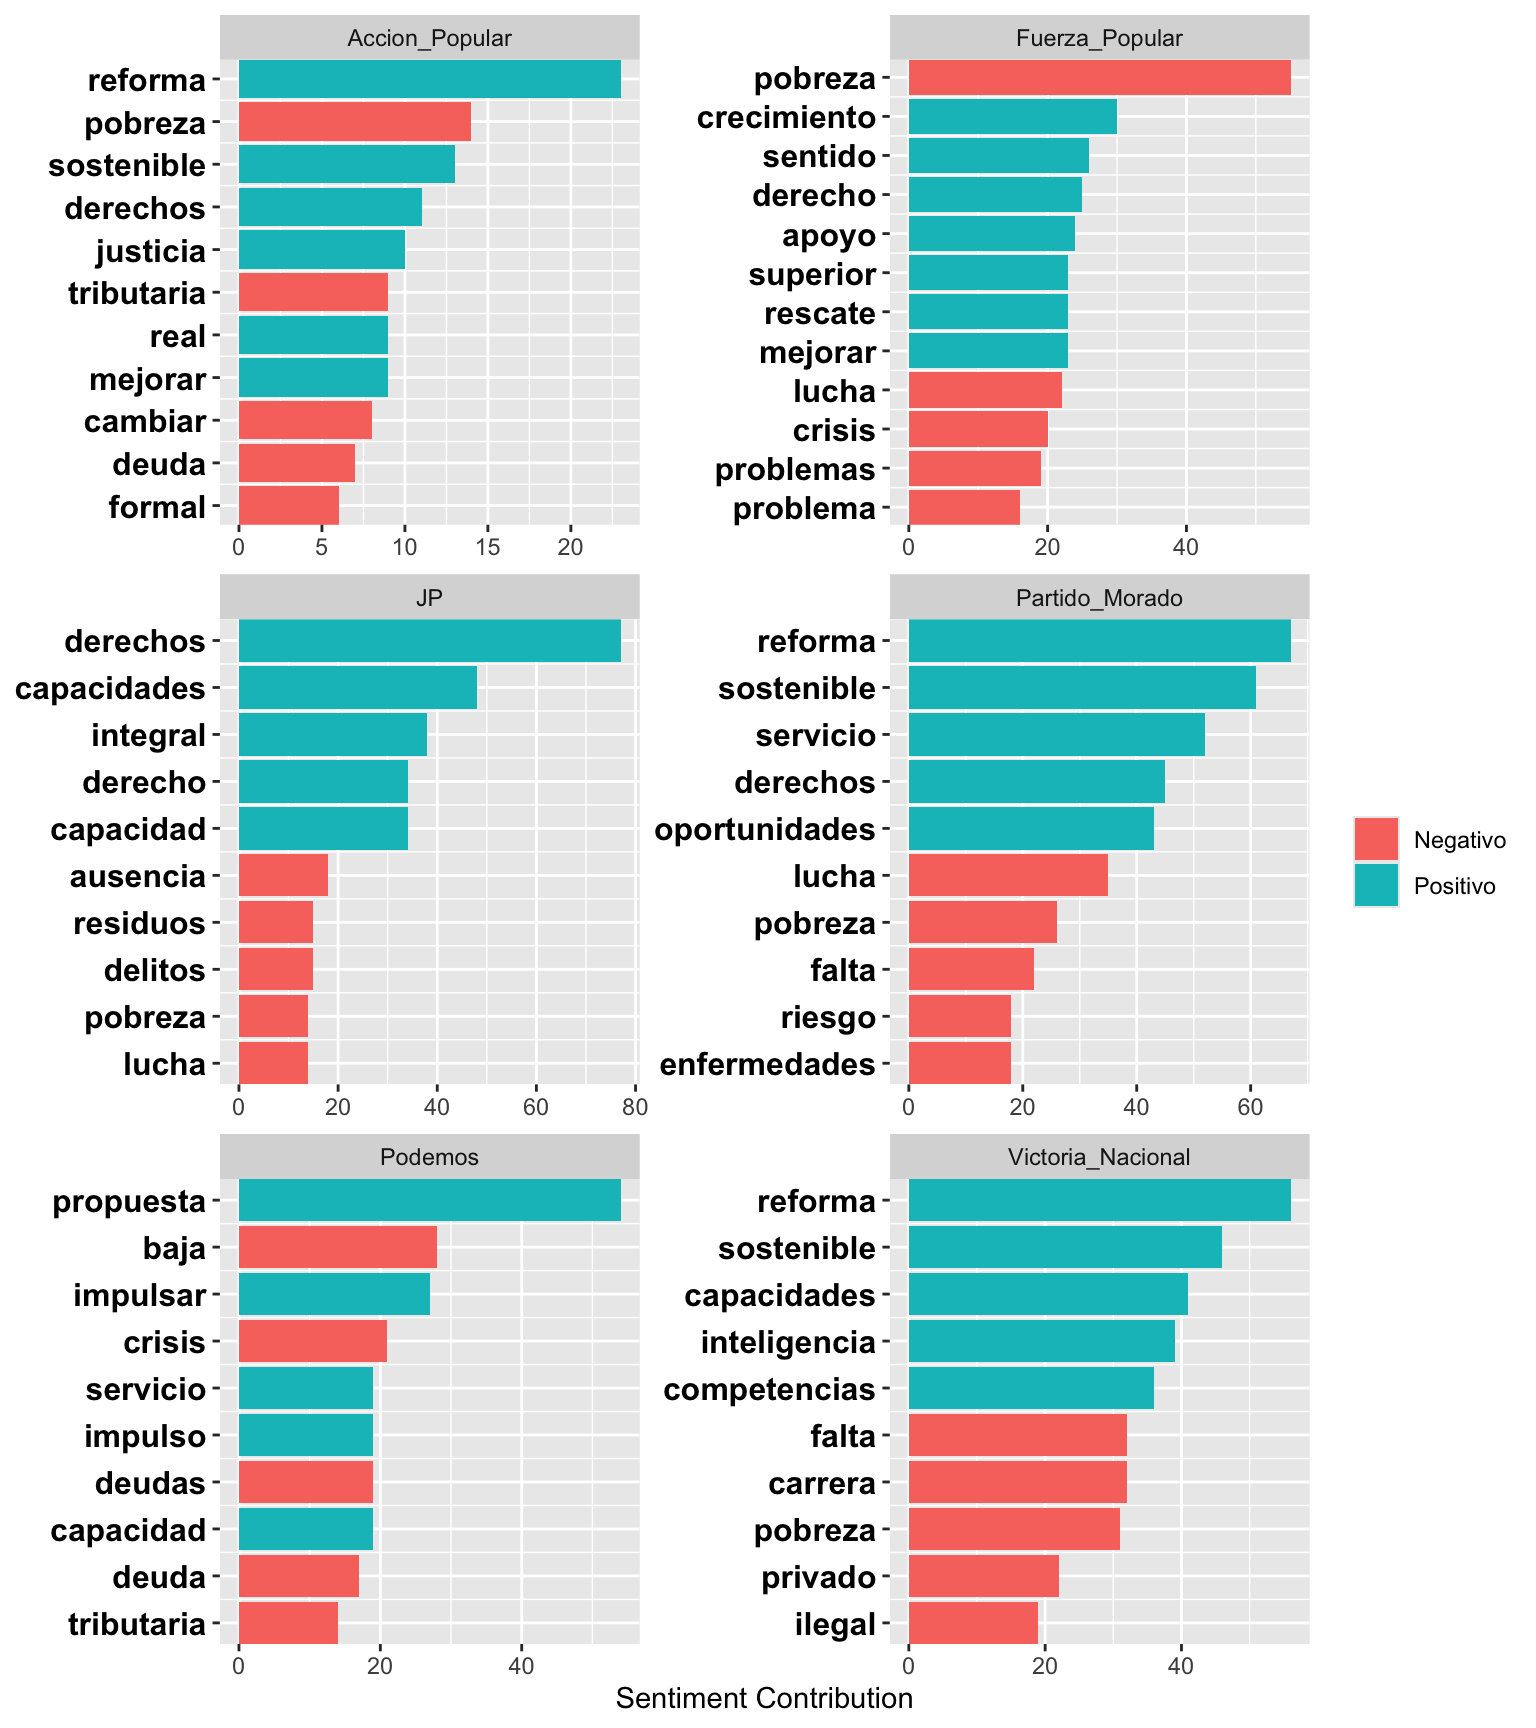 Accion_Popular
reforma
pobreza
sostenible
derechos
justicia
tributaria
real
mejorar
cambiar
deuda
formal
0 5 10 15 20
Fuerza_Popular
pobreza
crecimiento
sentido
derecho
apoyo
superior
rescate
mejorar
lucha
crisis
problemas
problema
0 20 40
JP
derechos
capacidades
integral
derecho
capacidad
ausencia
residuos
delitos
pobreza
lucha
0 20 40 60 80
Partido_Morado
reforma
sostenible
servicio
derechos
oportunidades
lucha
pobreza
falta
riesgo
enfermedades
0 20 40 60
Podemos
propuesta
baja
impulsar
crisis
servicio
impulso
deudas
capacidad
deuda
tributaria
0 20 40
Victoria_Nacional
reforma
sostenible
capacidades
inteligencia
competencias
falta
carrera
pobreza
privado
ilegal
0 20 40
Sentiment Contribution
Negativo
Positivo